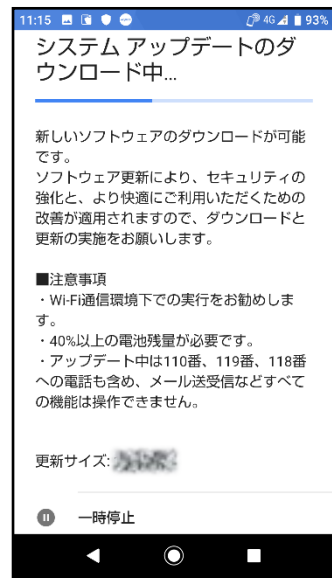 11:15 4G 93%
システム アップデートのダ
ウンロード中...
新しいソフトウェアのダウンロードが可能
です。
ソフトウェア更新により、セキュリティの
強化と、より快適にご利用いただくための
改善が適用されますので、ダウンロードと
更新の実施をお願いします。
■注意事項
・Wi-Fi通信環境下での実行をお勧めしま
す。
・40%以上の電池残量が必要です。
・アップデート中は110番、119番、118番
への電話も含め、メール送受信などすべて
の機能は操作できません。
更新サイズ:
一時停止